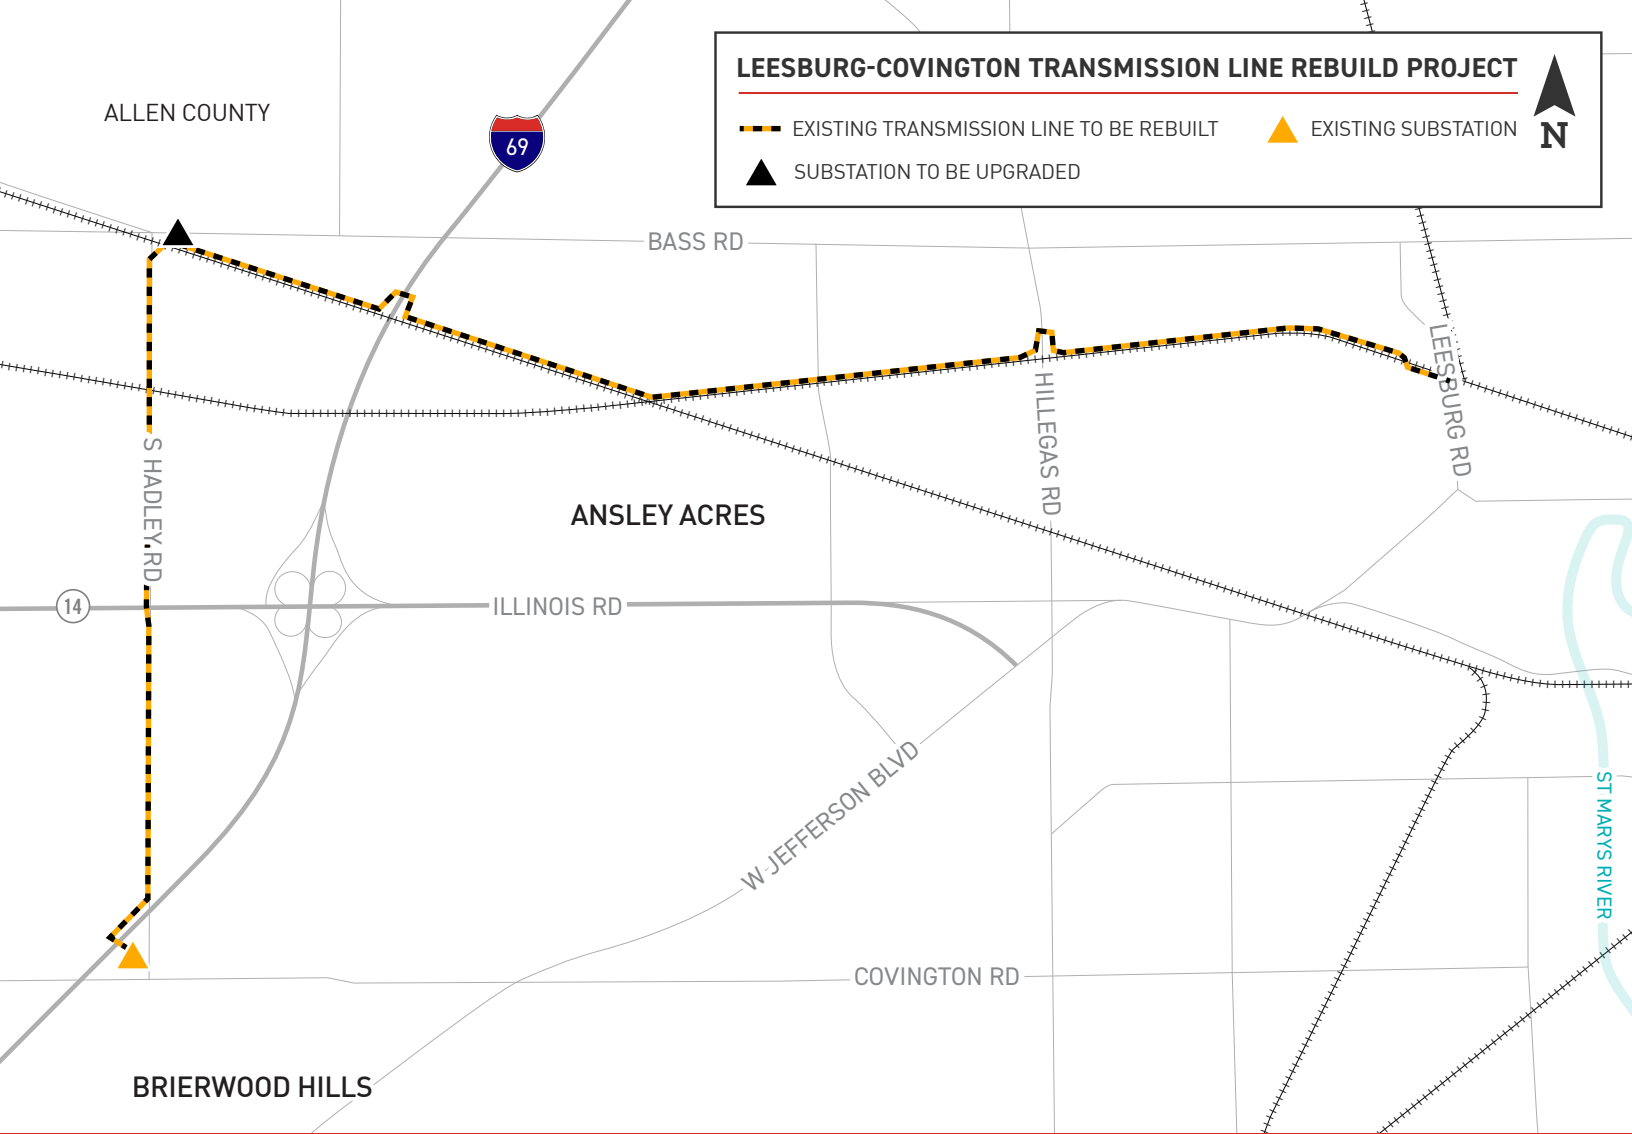 LEESBURG-COVINGTON TRANSMISSION LINE REBUILD PROJECT
EXISTING TRANSMISSION LINE TO BE REBUILT
EXISTING SUBSTATION
SUBSTATION TO BE UPGRADED
N
ALLEN COUNTY
69
BASS RD
LEESBURG RD
HILLEGAS RD
S HADLEY RD
ANSLEY ACRES
14
ILLINOIS RD
W JEFFERSON BLVD
ST MARYS RIVER
COVINGTON RD
BRIERWOOD HILLS